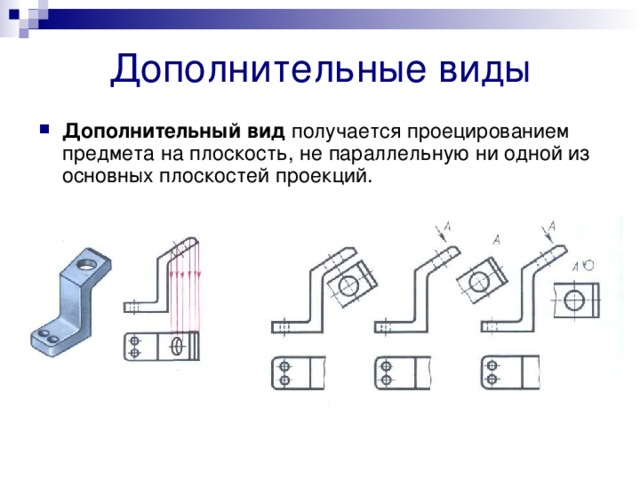 Дополнительные виды
Дополнительный вид получается проецированием
предмета на плоскость, не параллельную ни одной из
основных плоскостей проекций.
А
А
А
А